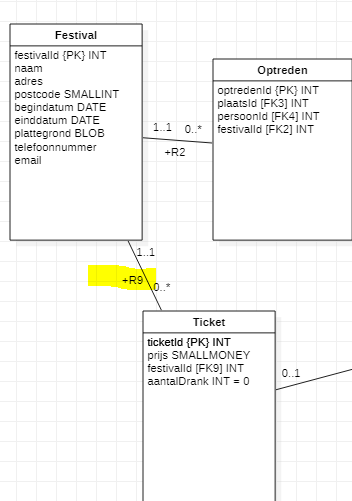 Festival
festivalId {PK} INT
naam
adres
postcode SMALLINT
begindatum DATE
einddatum DATE
plattegrond BLOB
telefoonnummer
email
Optreden
optredenId {PK} INT
plaatsId [FK3] INT
persoonId [FK4] INT
festivalId [FK2] INT
1..1
0..*
+R2
1..1
+R9
0..*
Ticket
ticketId {PK} INT
prijs SMALLMONEY
festivalId [FK9] INT
aantalDrank INT = 0
0..1